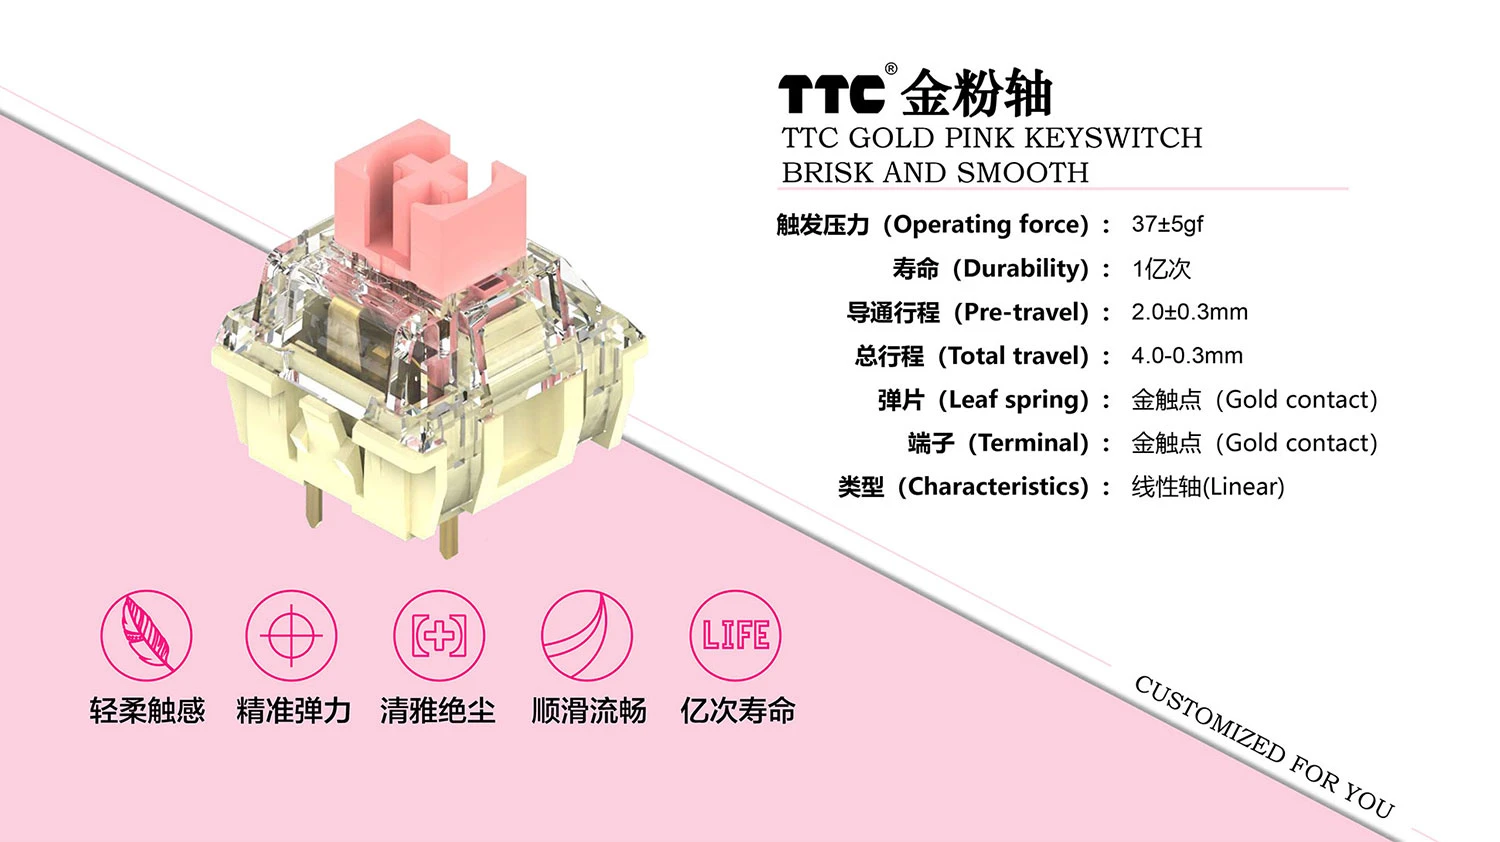 TTC® 金粉轴
TTC GOLD PINK KEYSWITCH
BRISK AND SMOOTH
触发压力（Operating force）: 37±5gf
寿命（Durability）: 1亿次
导通行程（Pre-travel）: 2.0±0.3mm
总行程（Total travel）: 4.0-0.3mm
弹片（Leaf spring）: 金触点（Gold contact）
端子（Terminal）: 金触点（Gold contact）
类型（Characteristics）: 线性轴(Linear)
LIFE
轻柔触感 精准弹力 清雅绝尘 顺滑流畅 亿次寿命
CUSTOMIZED FOR YOU